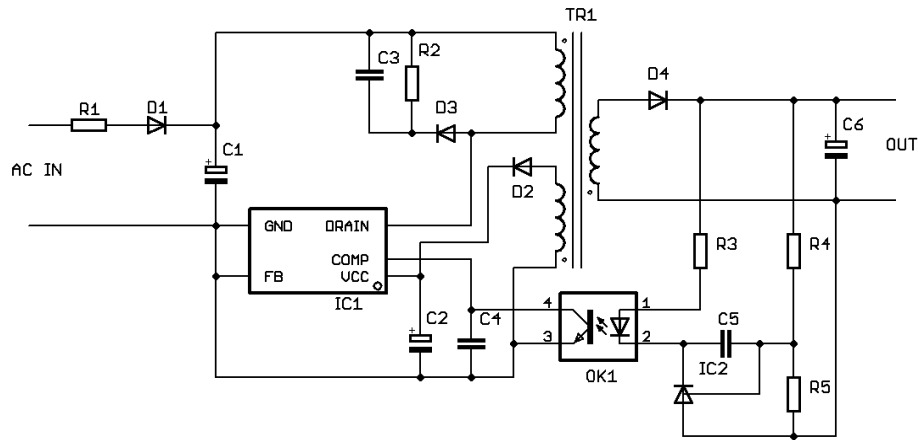 TR1
C3
R2
D4
R1
D1
D3
C6
C1
OUT
AC IN
D2
GND
DRAIN
R3
R4
COMP
FB
VCC
IC1
4
1
C2
C4
C5
3
2
IC2
OK1
R5
+
+
+